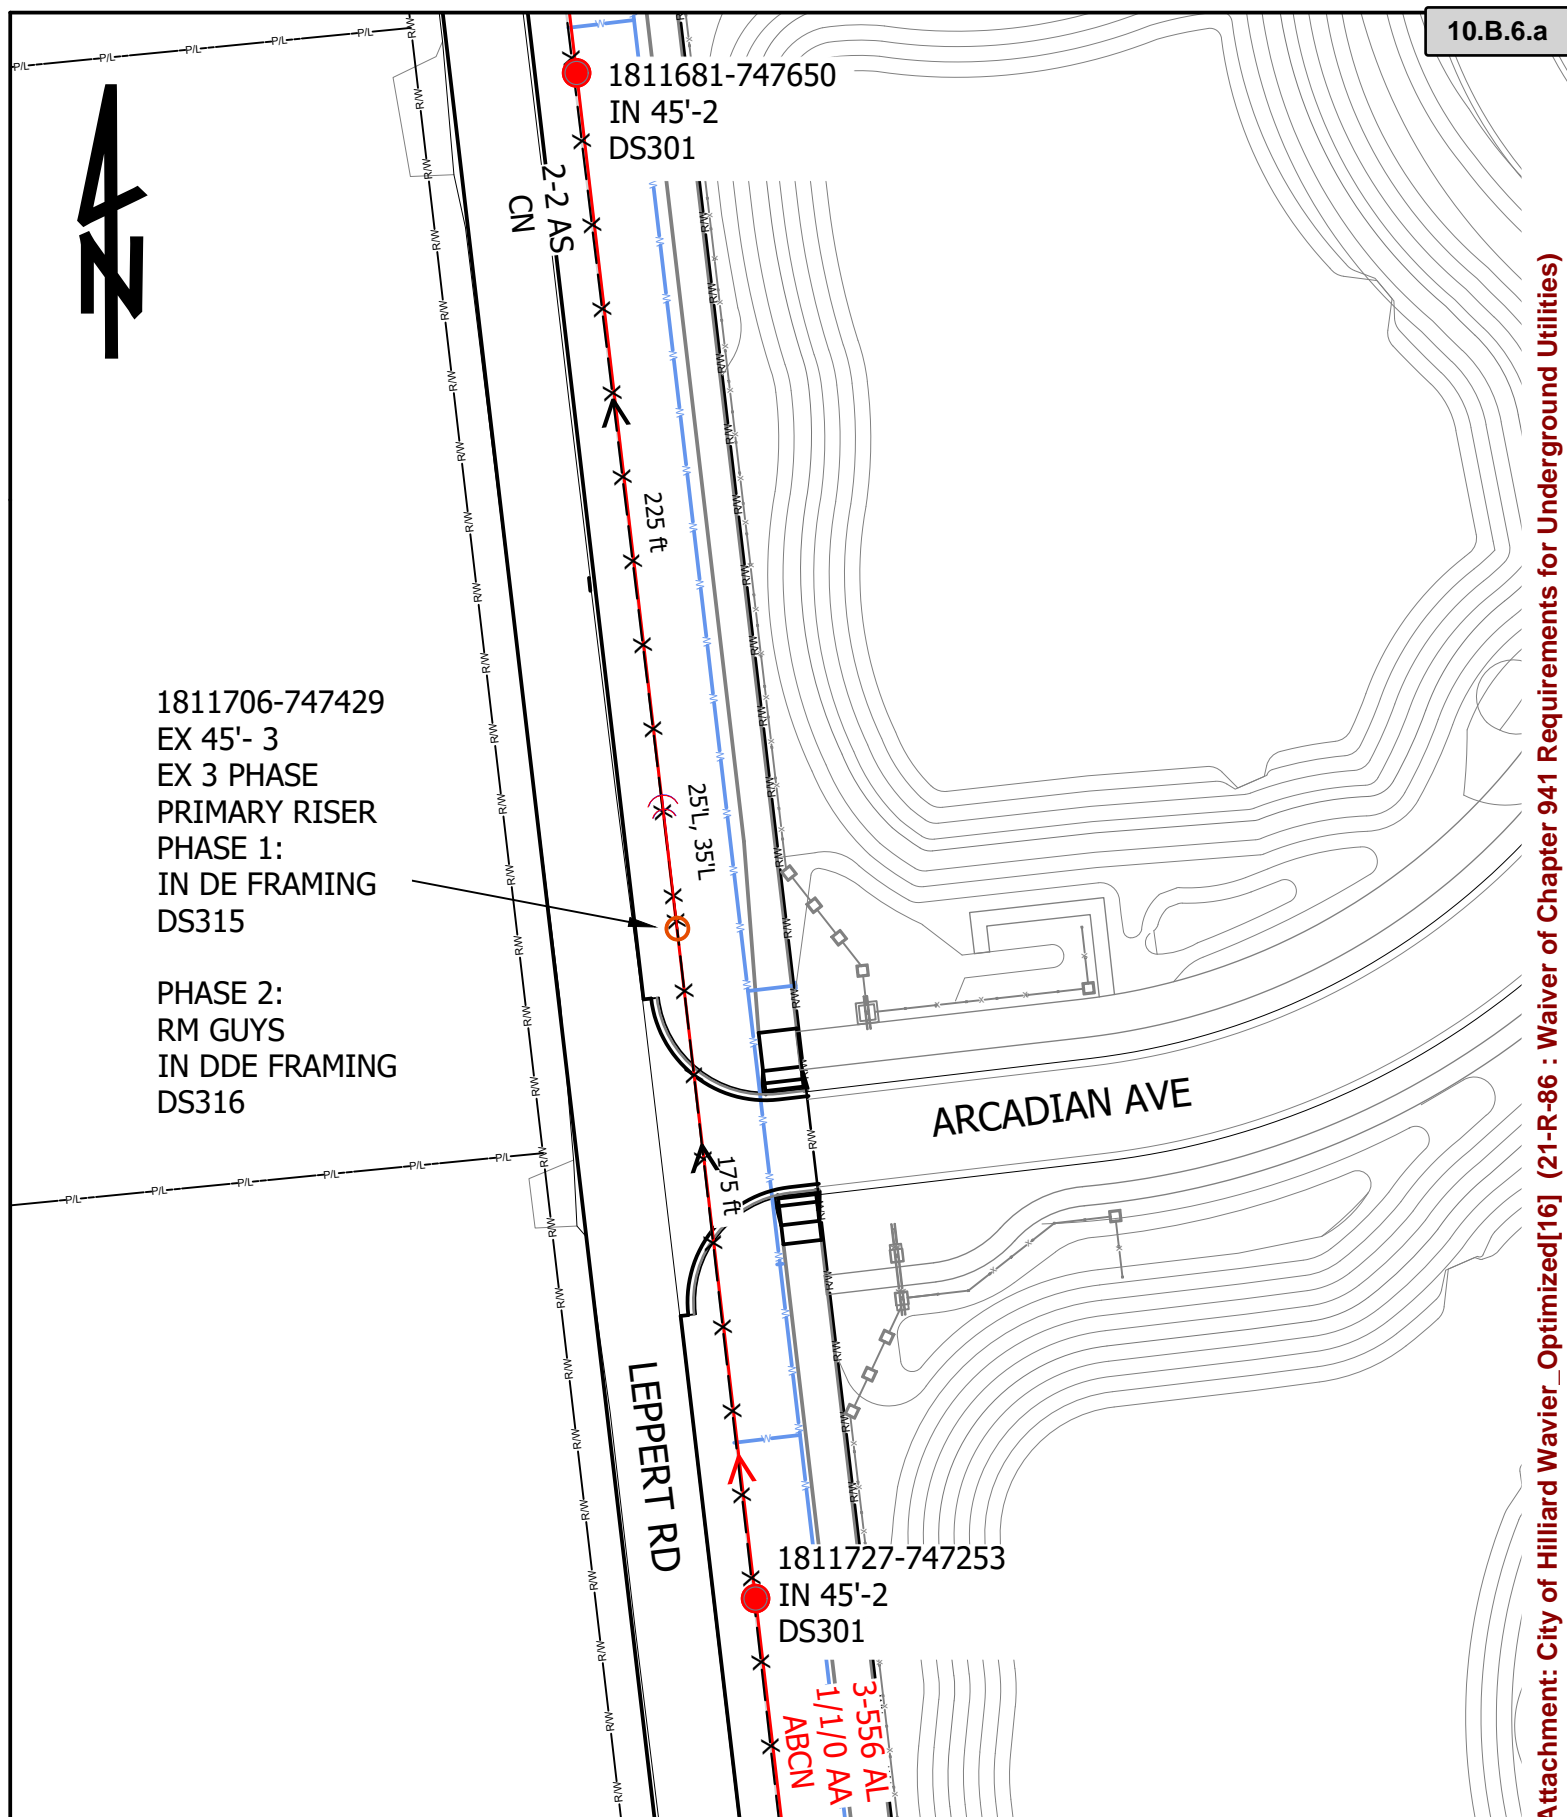 10.B.6.a
1811681-747650
IN 45'-2
DS301
2-2 AS
CN
N
225 ft
1811706-747429
EX 45'- 3
EX 3 PHASE
PRIMARY RISER
PHASE 1:
IN DE FRAMING
DS315
PHASE 2:
RM GUYS
IN DDE FRAMING
DS316
25'L, 35'L
ARCADIAN AVE
175 ft
LEPPERT RD
1811727-747253
IN 45'-2
DS301
3-556 AL
1/1/0 AA
ABCN
P/L
R/W
W
Attachment: City of Hilliard Wavier_Optimized[16] (21-R-86 : Waiver of Chapter 941 Requirements for Underground Utilities)